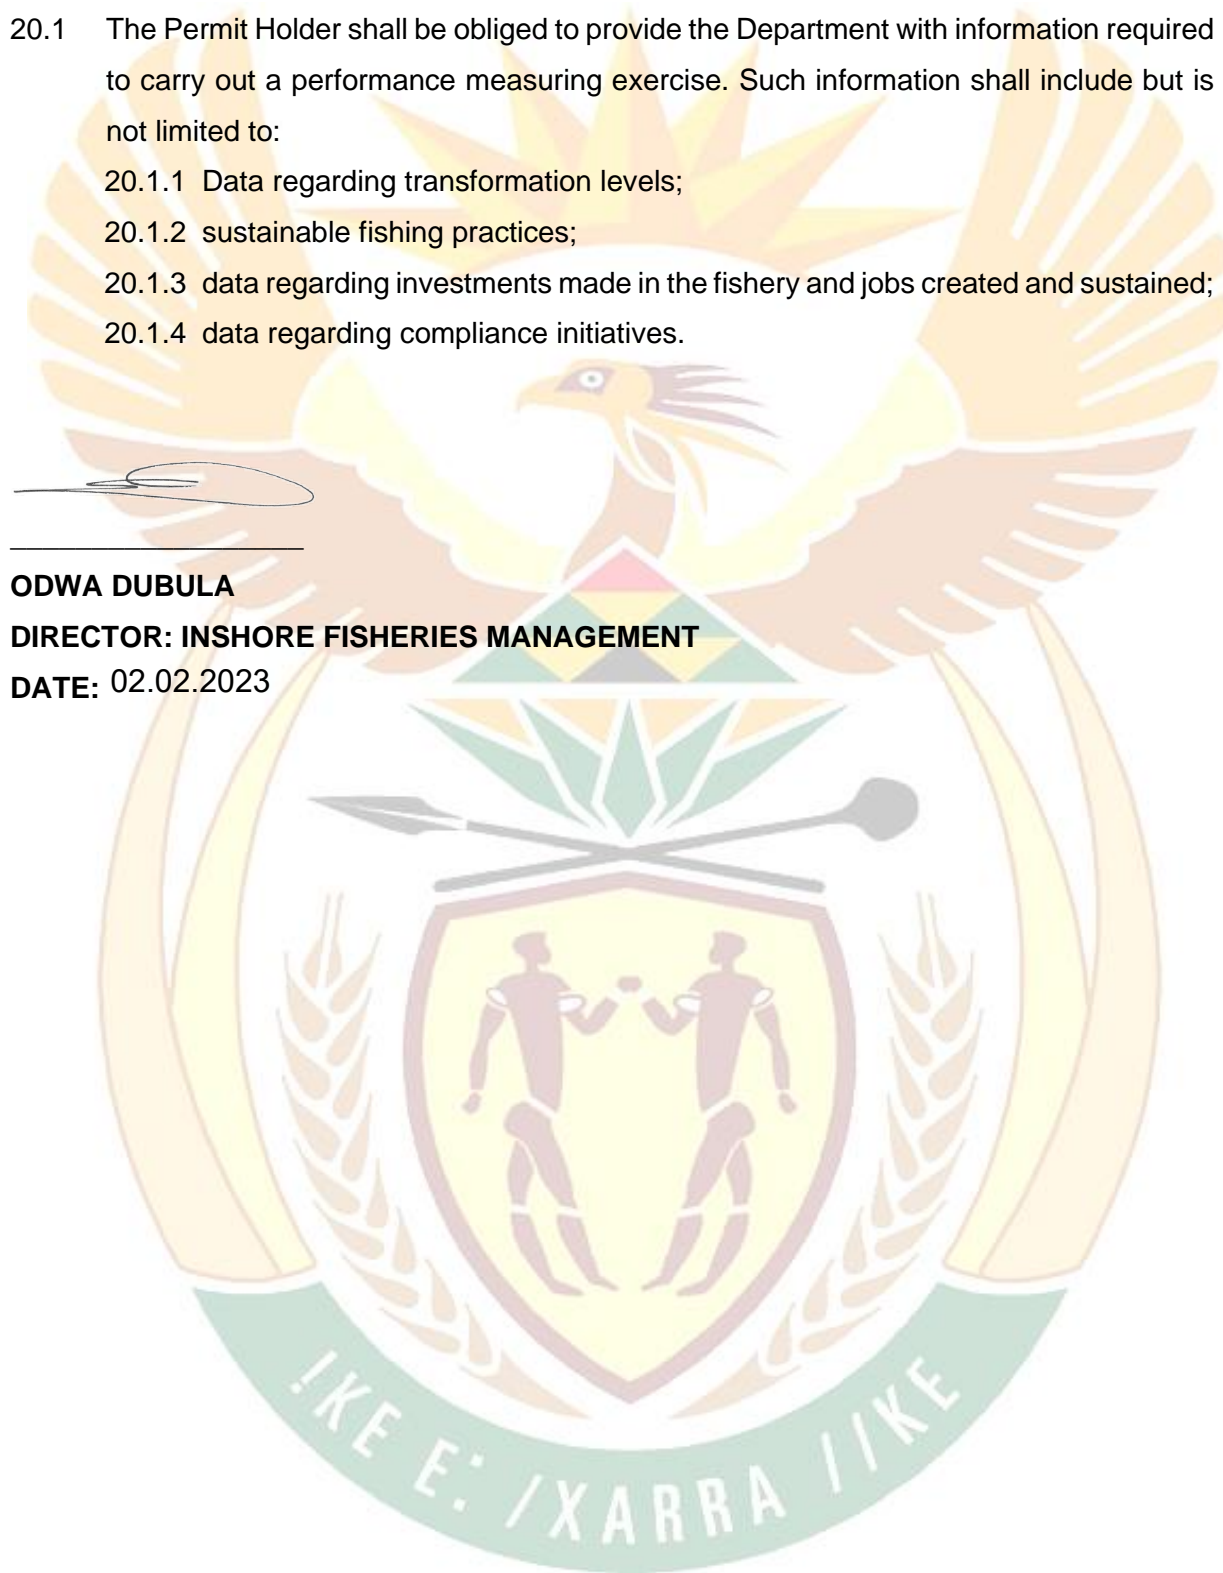 20.1 The Permit Holder shall be obliged to provide the Department with information required
to carry out a performance measuring exercise. Such information shall include but is
not limited to:
20.1.1 Data regarding transformation levels;
20.1.2 sustainable fishing practices;
20.1.3 data regarding investments made in the fishery and jobs created and sustained;
20.1.4 data regarding compliance initiatives.
ODWA DUBULA
DIRECTOR: INSHORE FISHERIES MANAGEMENT
DATE: 02.02.2023
!KE E: /XARRA //KE